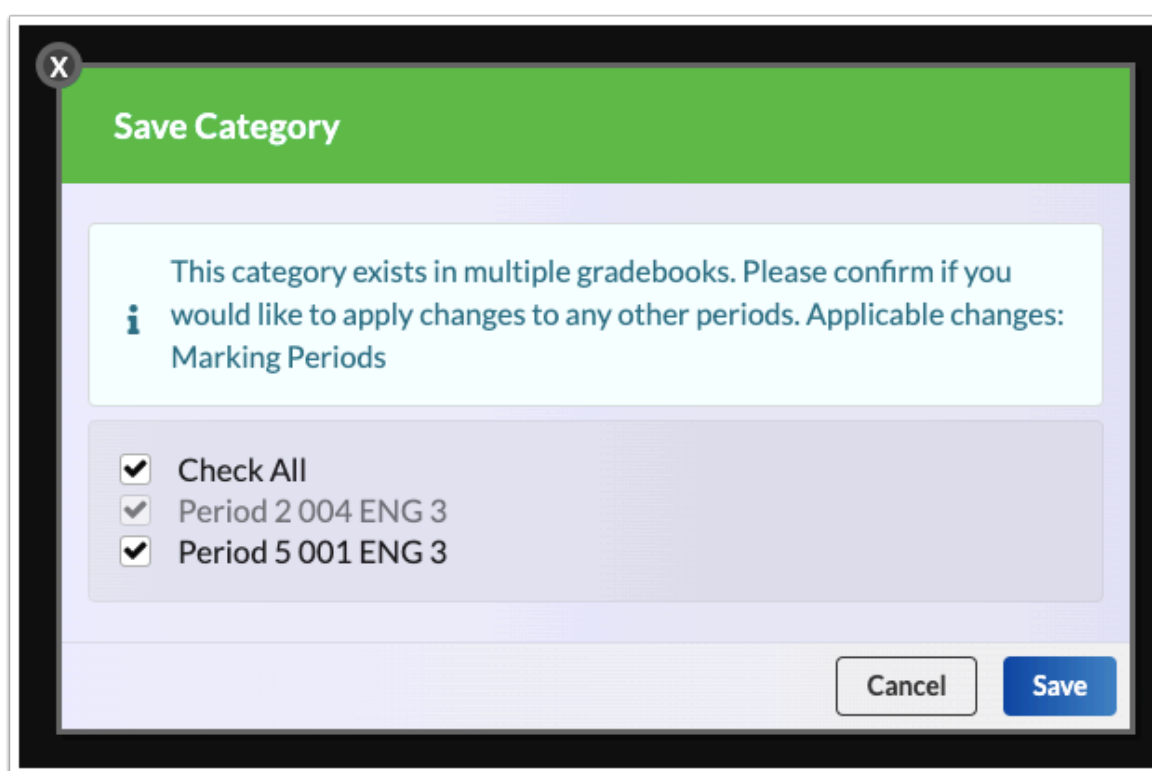 X
Save Category
This category exists in multiple gradebooks. Please confirm if you
would like to apply changes to any other periods. Applicable changes:
Marking Periods
Check All
Period 2 004 ENG 3
Period 5 001 ENG 3
Cancel
Save